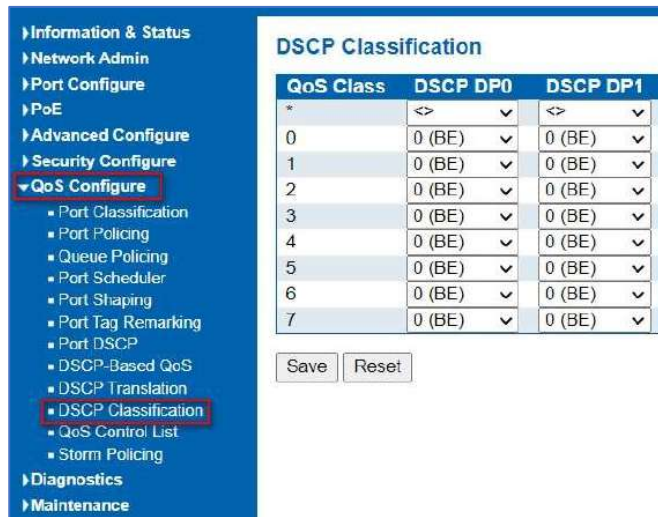 Information & Status
Network Admin
Port Configure
PoE
Advanced Configure
Security Configure
QoS Configure
Port Classification
Port Policing
Queue Policing
Port Scheduler
Port Shaping
Port Tag Remarking
Port DSCP
DSCP-Based QoS
DSCP Translation
DSCP Classification
QoS Control List
Storm Policing
Diagnostics
Maintenance
DSCP Classification
QoS Class DSCP DP0 DSCP DP1
* <> <>
0 0 (BE) 0 (BE)
1 0 (BE) 0 (BE)
2 0 (BE) 0 (BE)
3 0 (BE) 0 (BE)
4 0 (BE) 0 (BE)
5 0 (BE) 0 (BE)
6 0 (BE) 0 (BE)
7 0 (BE) 0 (BE)
Save Reset